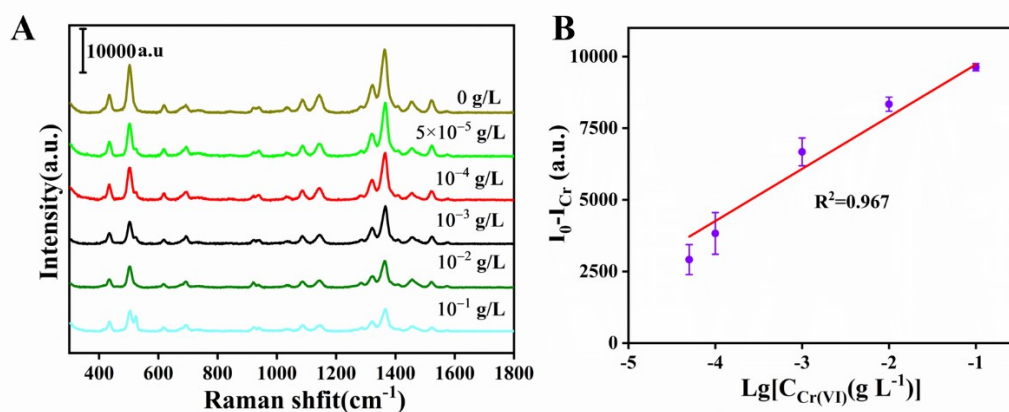 A
10000 a.u
0 g/L
5×10⁻⁵ g/L
10⁻⁴ g/L
10⁻³ g/L
10⁻² g/L
10⁻¹ g/L
Intensity(a.u.)
400 600 800 1000 1200 1400 1600 1800
Raman shfit(cm⁻¹)
B
10000
7500
5000
2500
0
I₀-I_Cr (a.u.)
R²=0.967
-5 -4 -3 -2 -1
Lg[C_Cr(VI)(g L⁻¹)]